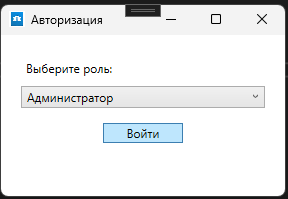 Авторизация
Выберите роль:
Администратор
Войти